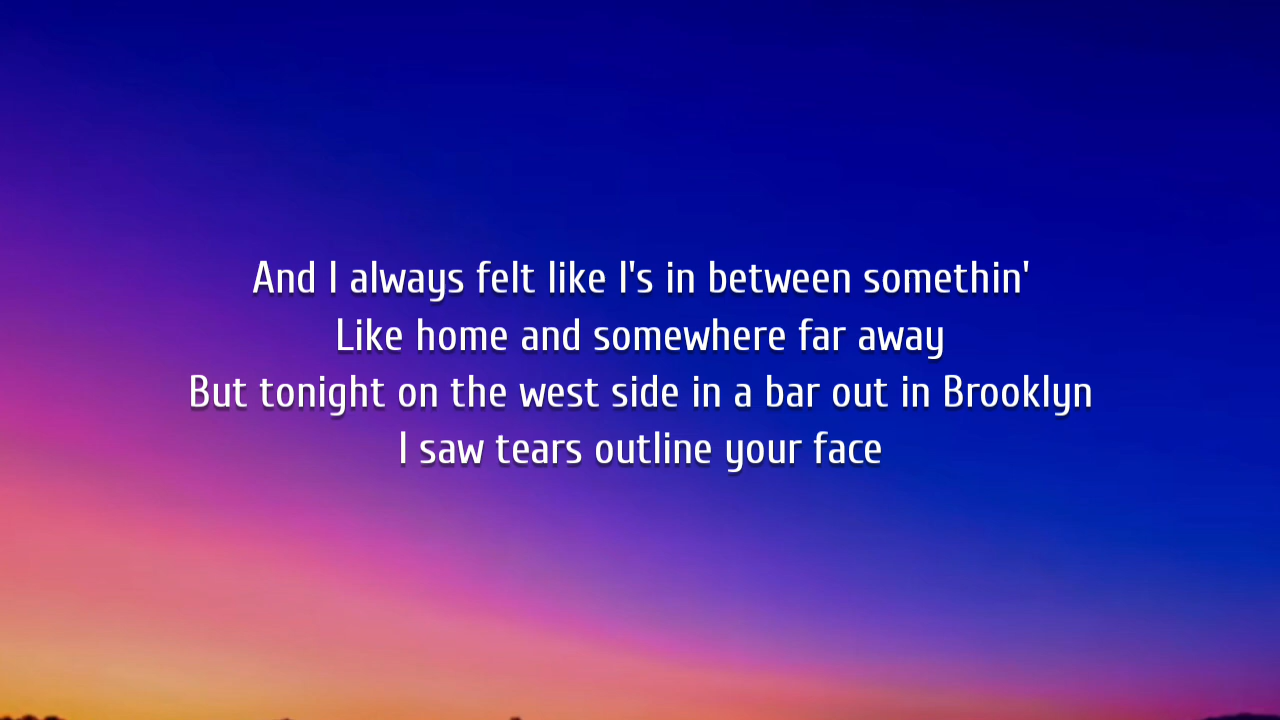 And I always felt like I's in between somethin'
Like home and somewhere far away
But tonight on the west side in a bar out in Brooklyn
I saw tears outline your face